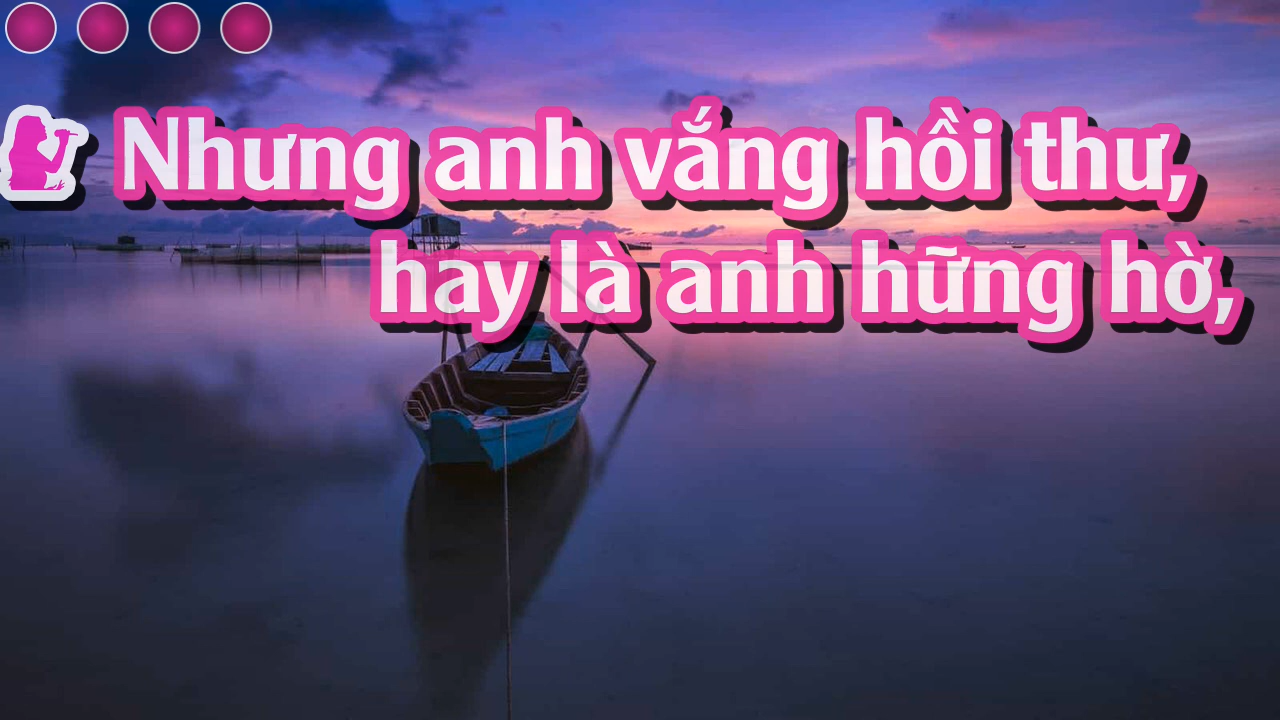 Nhưng anh vắng hồi thư,
hay là anh hững hờ,